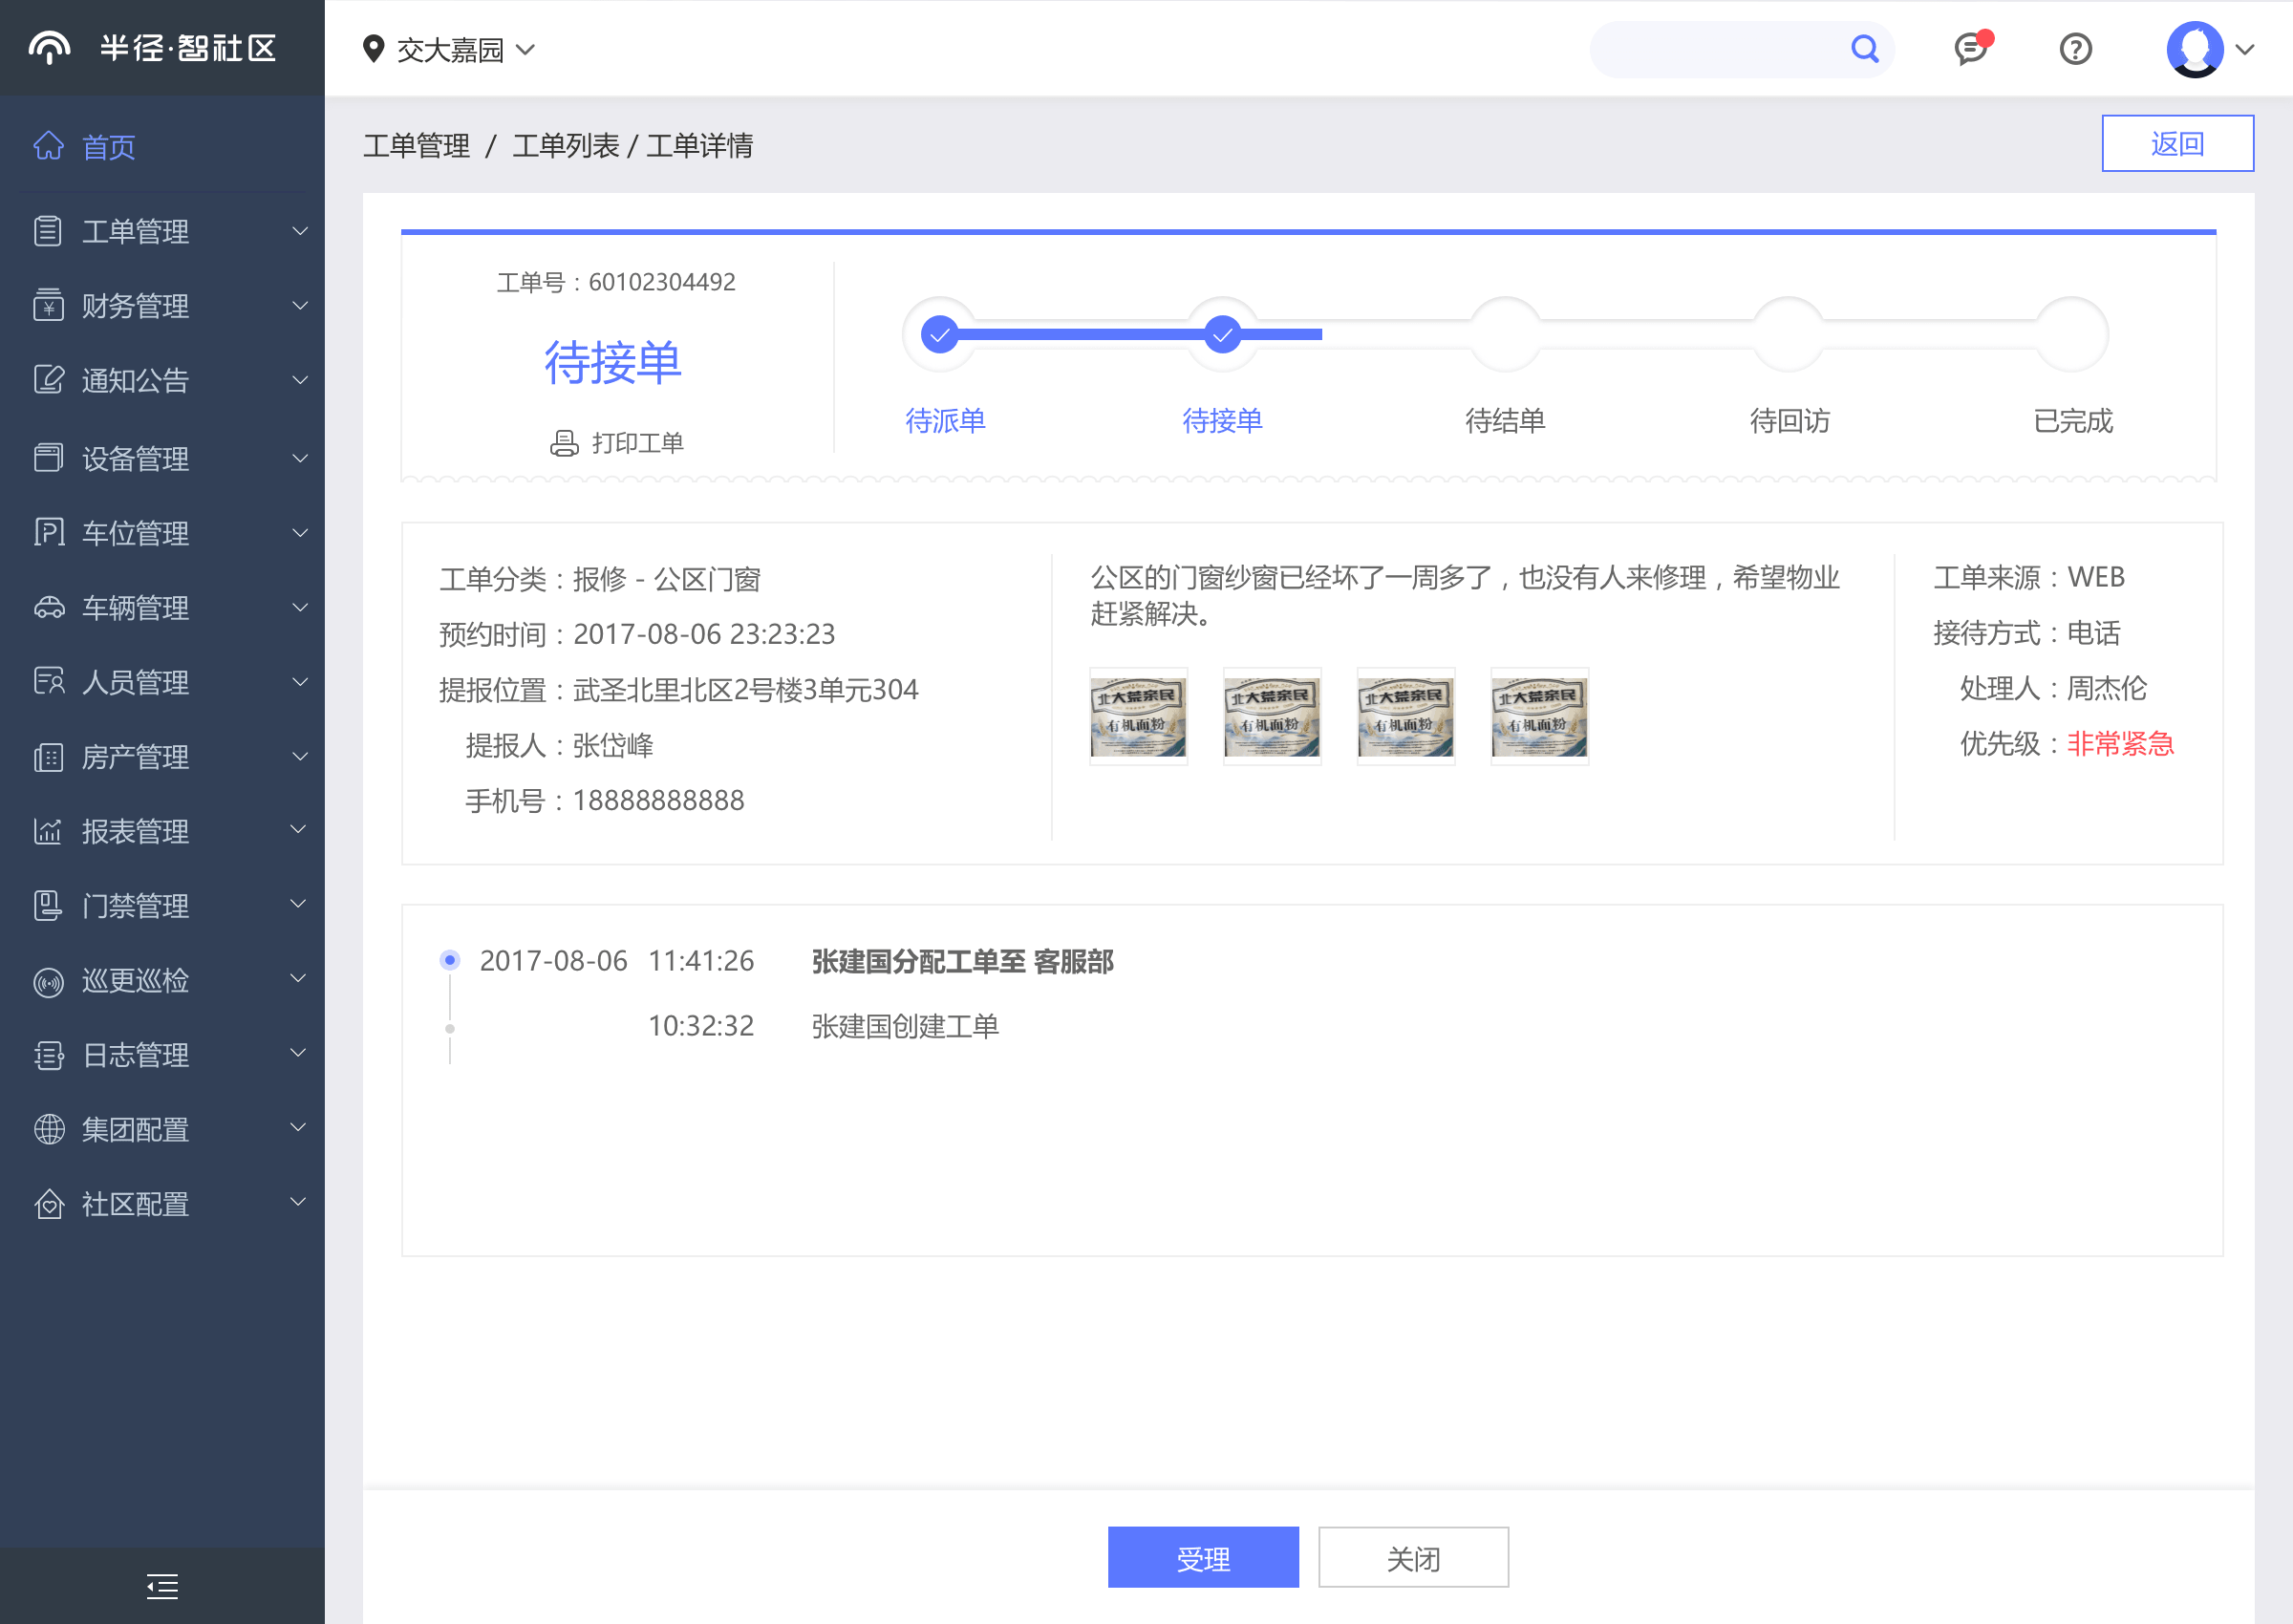 半径·智社区
交大嘉园
首页
工单管理
财务管理
通知公告
设备管理
车位管理
车辆管理
人员管理
房产管理
报表管理
门禁管理
巡更巡检
日志管理
集团配置
社区配置
工单管理 / 工单列表 / 工单详情
返回
工单号：60102304492
待接单
打印工单
待派单
待接单
待结单
待回访
已完成
工单分类：报修 - 公区门窗
预约时间：2017-08-06 23:23:23
提报位置：武圣北里北区2号楼3单元304
提报人：张岱峰
手机号：18888888888
公区的门窗纱窗已经坏了一周多了，也没有人来修理，希望物业
赶紧解决。
北大荒亲民
有机面粉
北大荒亲民
有机面粉
北大荒亲民
有机面粉
北大荒亲民
有机面粉
工单来源：WEB
接待方式：电话
处理人：周杰伦
优先级：非常紧急
2017-08-06 11:41:26 张建国分配工单至 客服部
10:32:32 张建国创建工单
受理
关闭